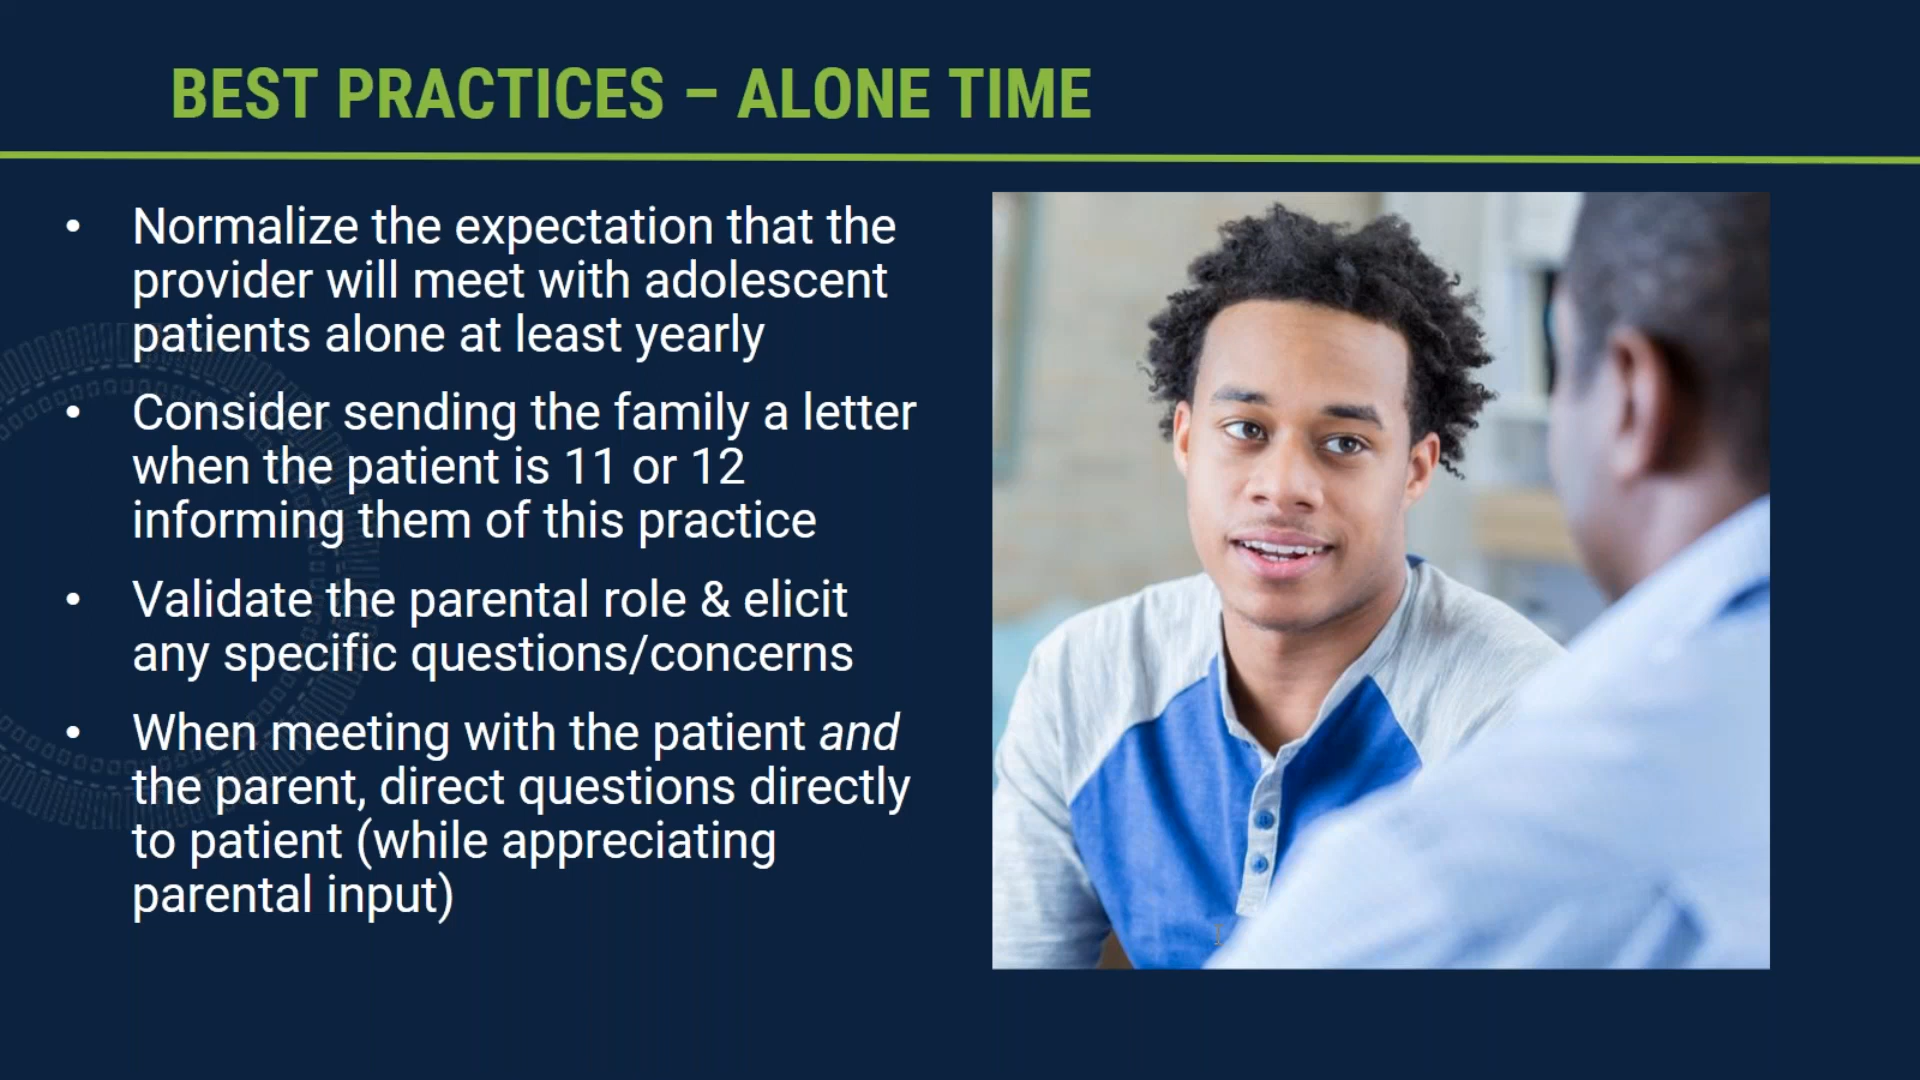 BEST PRACTICES – ALONE TIME
• Normalize the expectation that the
provider will meet with adolescent
patients alone at least yearly
• Consider sending the family a letter
when the patient is 11 or 12
informing them of this practice
• Validate the parental role & elicit
any specific questions/concerns
• When meeting with the patient and
the parent, direct questions directly
to patient (while appreciating
parental input)